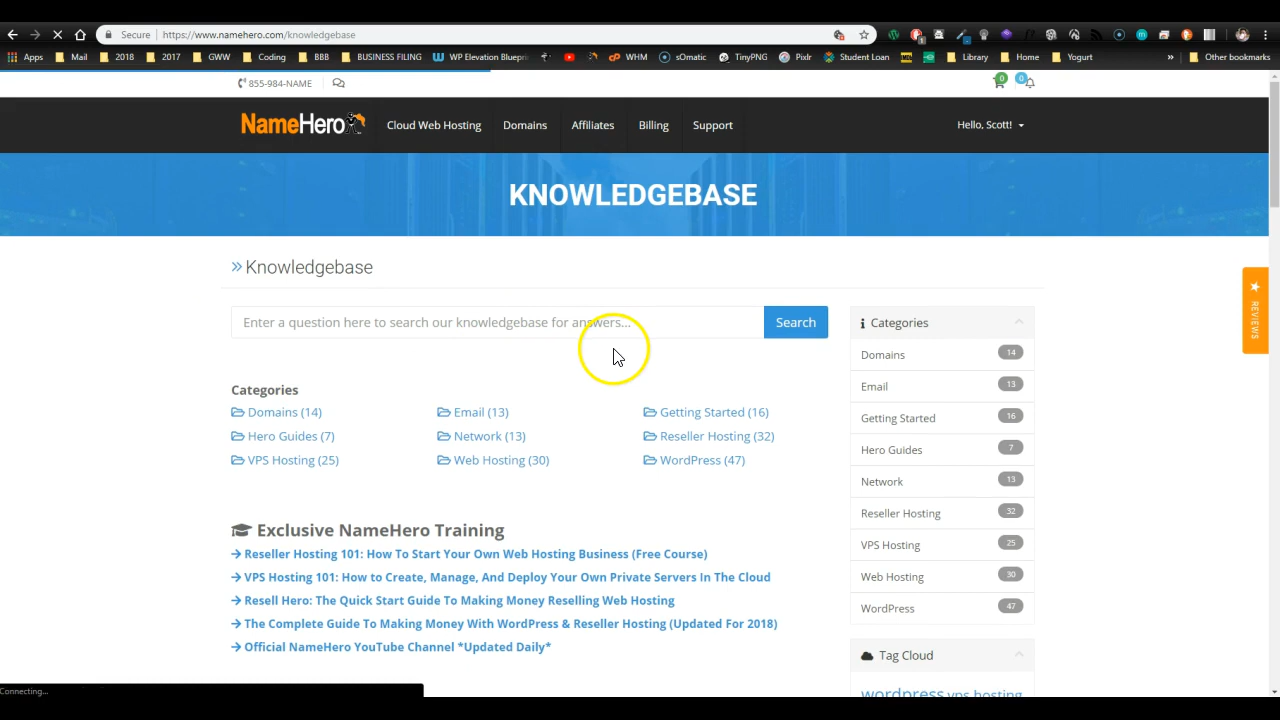 Secure https://www.namehero.com/knowledgebase
Apps Mail 2018 2017 GWW Coding BBB BUSINESS FILING WP Elevation Blueprin WHM sOmatic TinyPNG Pixlr Student Loan Library Home Yogurt » Other bookmarks
855-984-NAME 0 0
NameHero Cloud Web Hosting Domains Affiliates Billing Support Hello, Scott!
KNOWLEDGEBASE
» Knowledgebase
Enter a question here to search our knowledgebase for answers... Search
Categories
Domains (14) Email (13) Getting Started (16)
Hero Guides (7) Network (13) Reseller Hosting (32)
VPS Hosting (25) Web Hosting (30) WordPress (47)
Exclusive NameHero Training
Reseller Hosting 101: How To Start Your Own Web Hosting Business (Free Course)
VPS Hosting 101: How to Create, Manage, And Deploy Your Own Private Servers In The Cloud
Resell Hero: The Quick Start Guide To Making Money Reselling Web Hosting
The Complete Guide To Making Money With WordPress & Reseller Hosting (Updated For 2018)
Official NameHero YouTube Channel *Updated Daily*
Categories
Domains 14
Email 13
Getting Started 16
Hero Guides 7
Network 13
Reseller Hosting 32
VPS Hosting 25
Web Hosting 30
WordPress 47
Tag Cloud
wordpress vps hosting
REVIEWS
Connecting...